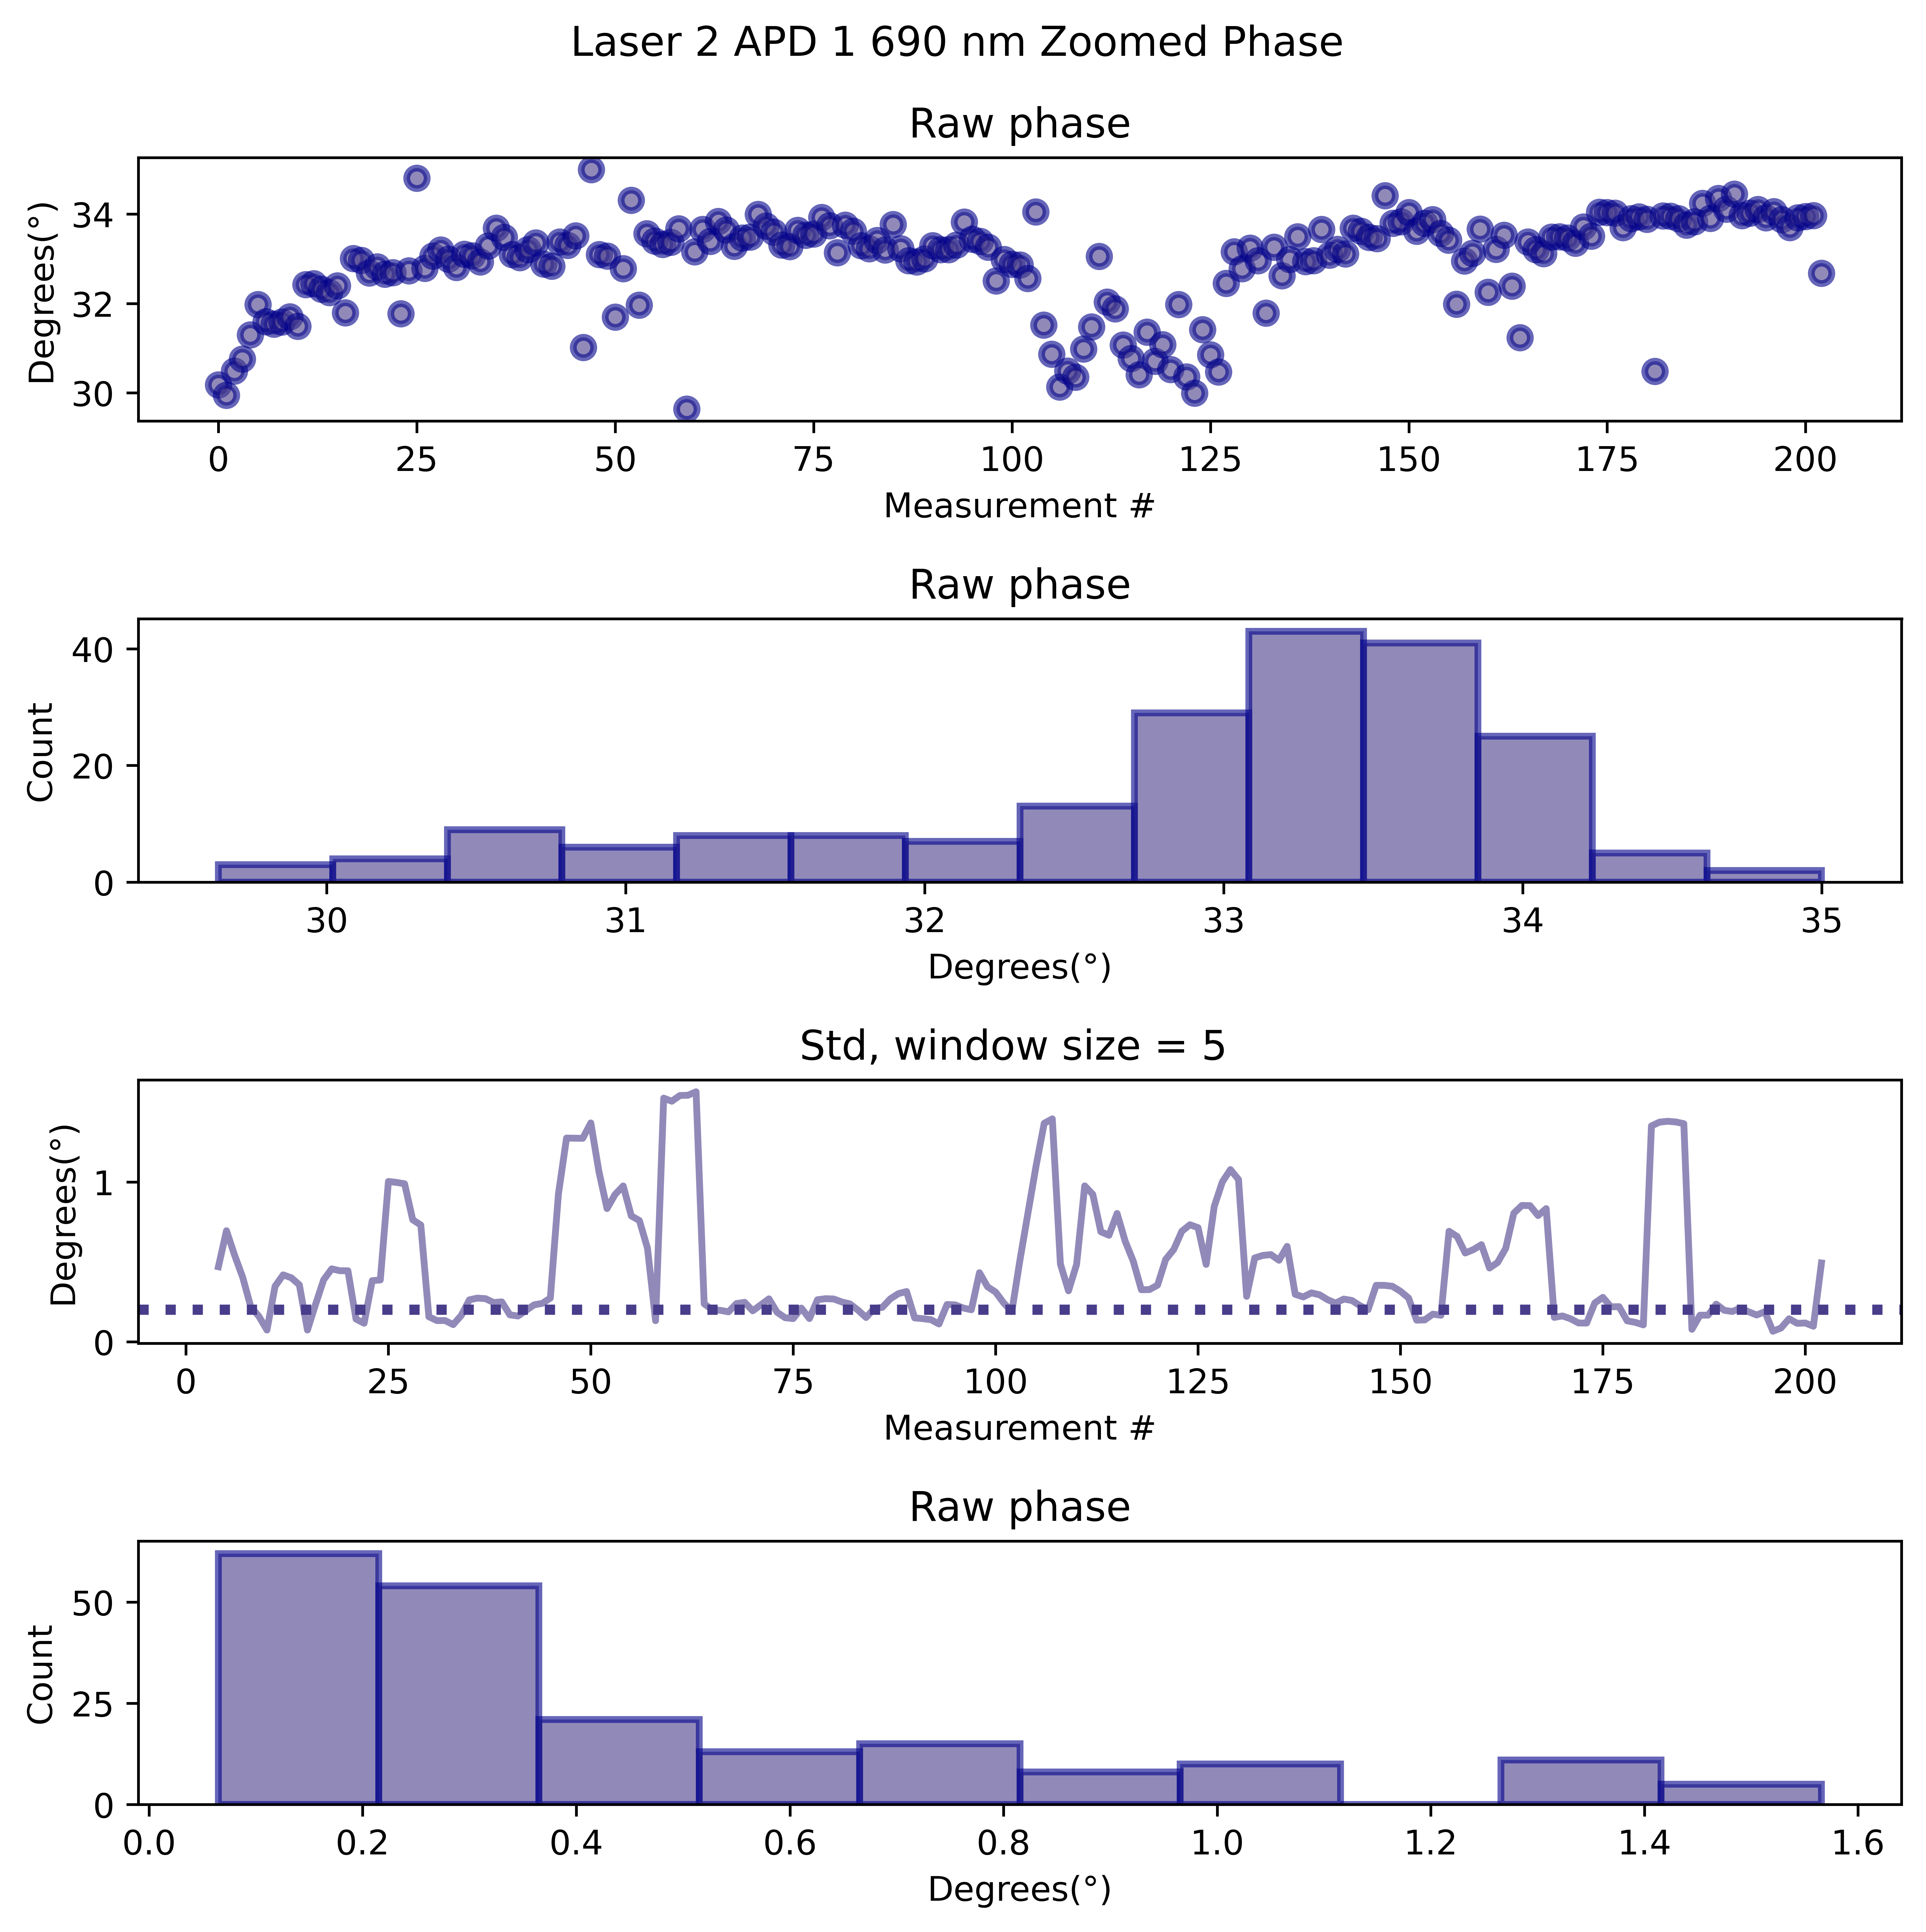 Laser 2 APD 1 690 nm Zoomed Phase
Raw phase
Degrees(°)
34
32
30
0 25 50 75 100 125 150 175 200
Measurement #
Raw phase
Count
40
20
0
30 31 32 33 34 35
Degrees(°)
Std, window size = 5
Degrees(°)
1
0
0 25 50 75 100 125 150 175 200
Measurement #
Raw phase
Count
50
25
0
0.0 0.2 0.4 0.6 0.8 1.0 1.2 1.4 1.6
Degrees(°)